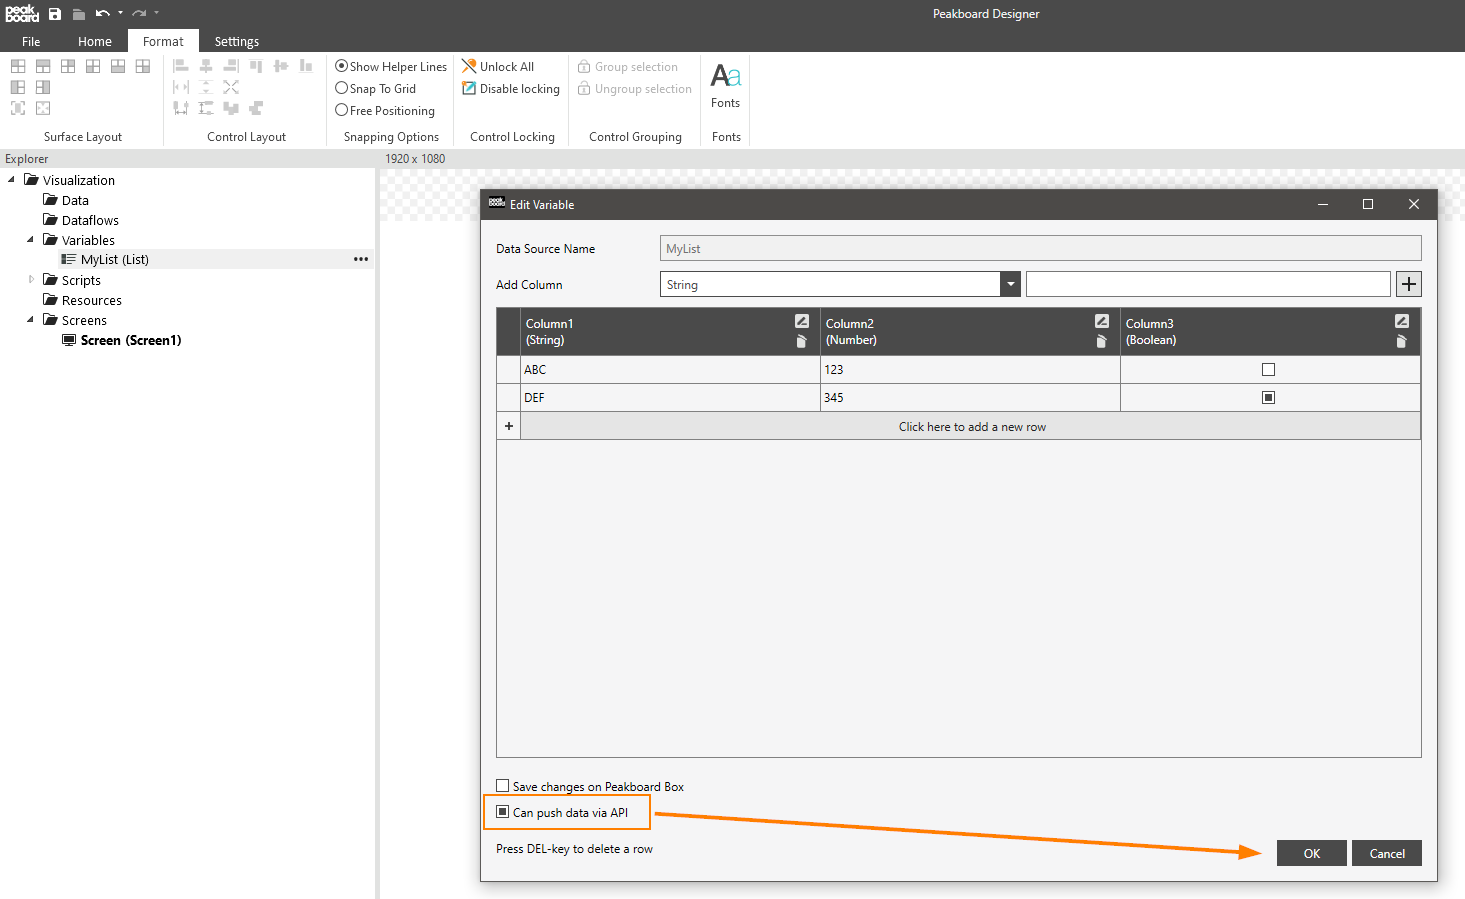 peak
board
Peakboard Designer
File Home Format Settings
Show Helper Lines
Snap To Grid
Free Positioning
Unlock All
Disable locking
Group selection
Ungroup selection
Aa
Fonts
Surface Layout
Control Layout
Snapping Options
Control Locking
Control Grouping
Fonts
Explorer
1920 x 1080
Visualization
Data
Dataflows
Variables
MyList (List)
Scripts
Resources
Screens
Screen (Screen1)
peak
board
Edit Variable
Data Source Name MyList
Add Column String
Column1
(String)
Column2
(Number)
Column3
(Boolean)
ABC 123
DEF 345
+ Click here to add a new row
Save changes on Peakboard Box
Can push data via API
Press DEL-key to delete a row
OK Cancel